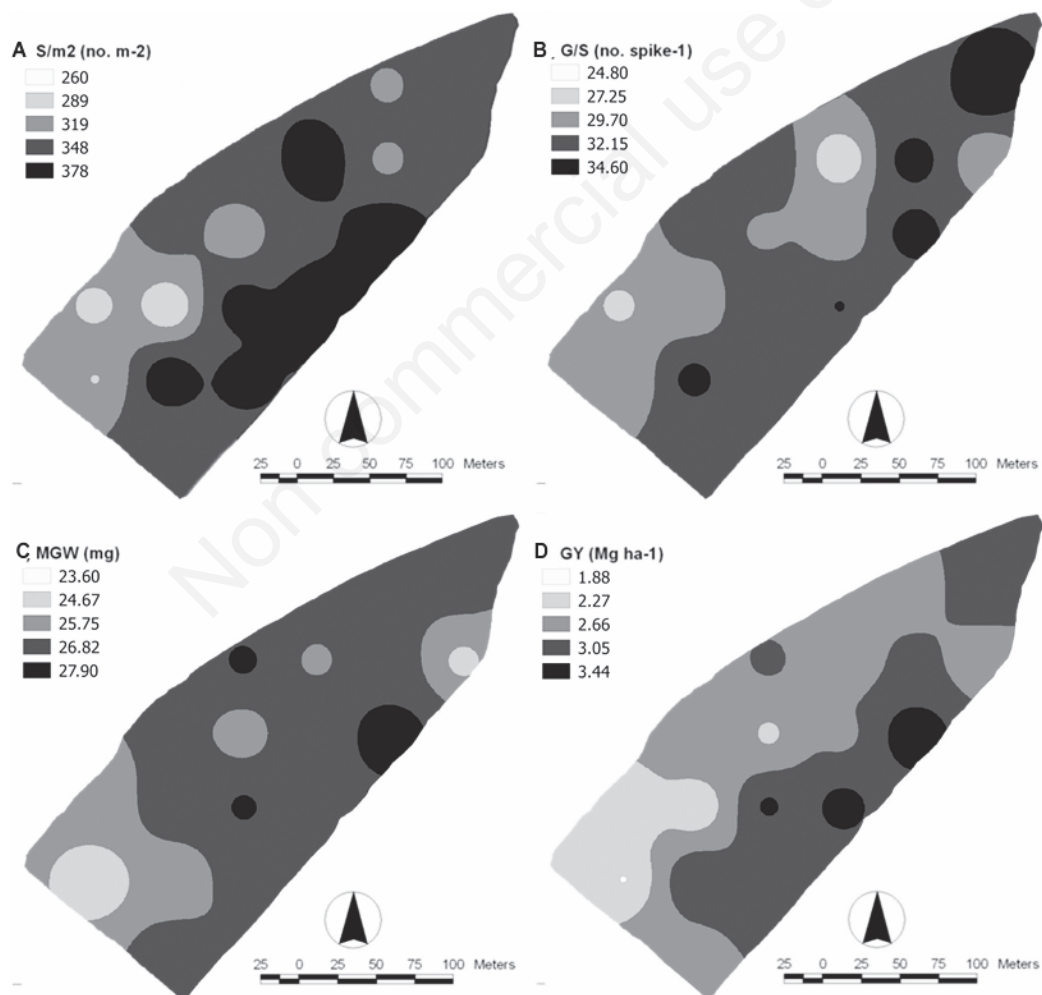 A S/m2 (no. m-2)
260
289
319
348
378
25 0 25 50 75 100 Meters
B . G/S (no. spike-1)
24.80
27.25
29.70
32.15
34.60
25 0 25 50 75 100 Meters
C MGW (mg)
23.60
24.67
25.75
26.82
27.90
25 0 25 50 75 100 Meters
D GY (Mg ha-1)
1.88
2.27
2.66
3.05
3.44
25 0 25 50 75 100 Meters
Non commercial use o